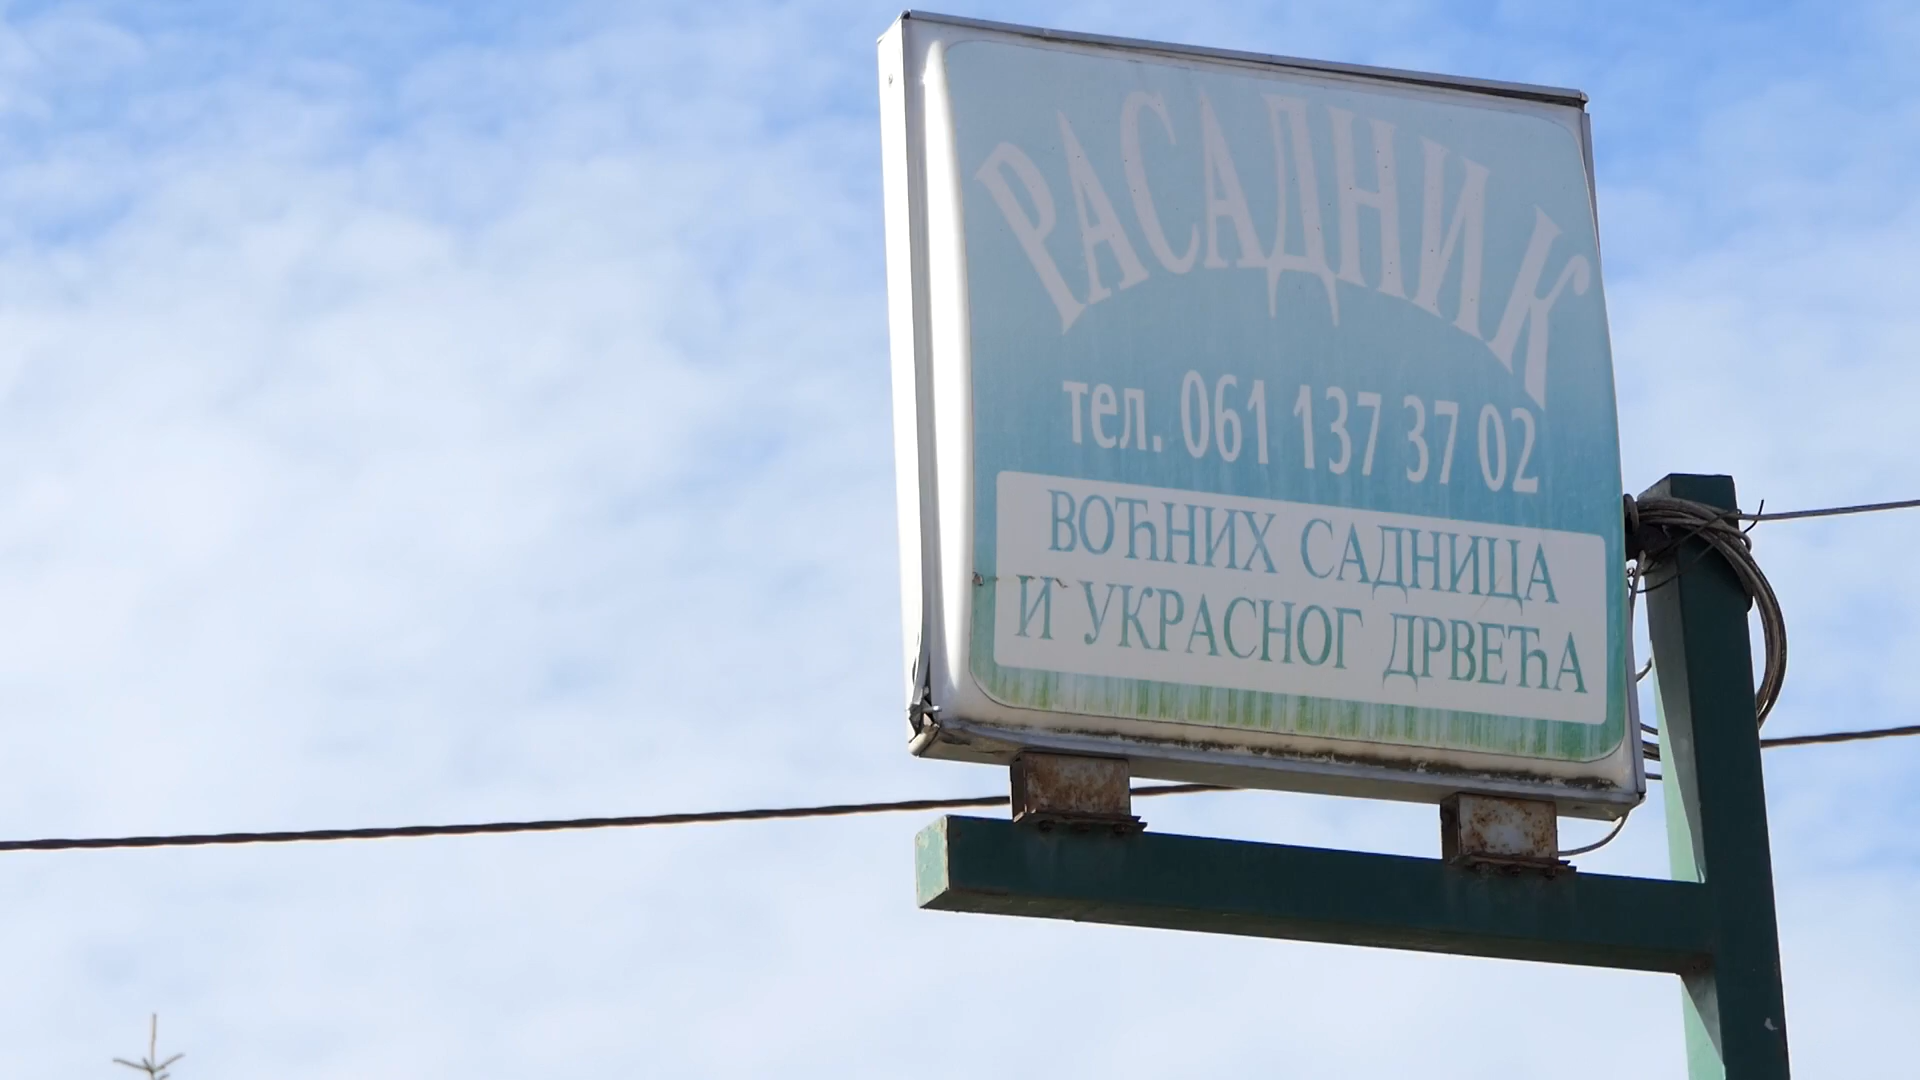 РАСАДНИК
тел. 061 137 37 02
ВОЋНИХ САДНИЦА
И УКРАСНОГ ДРВЕЋА